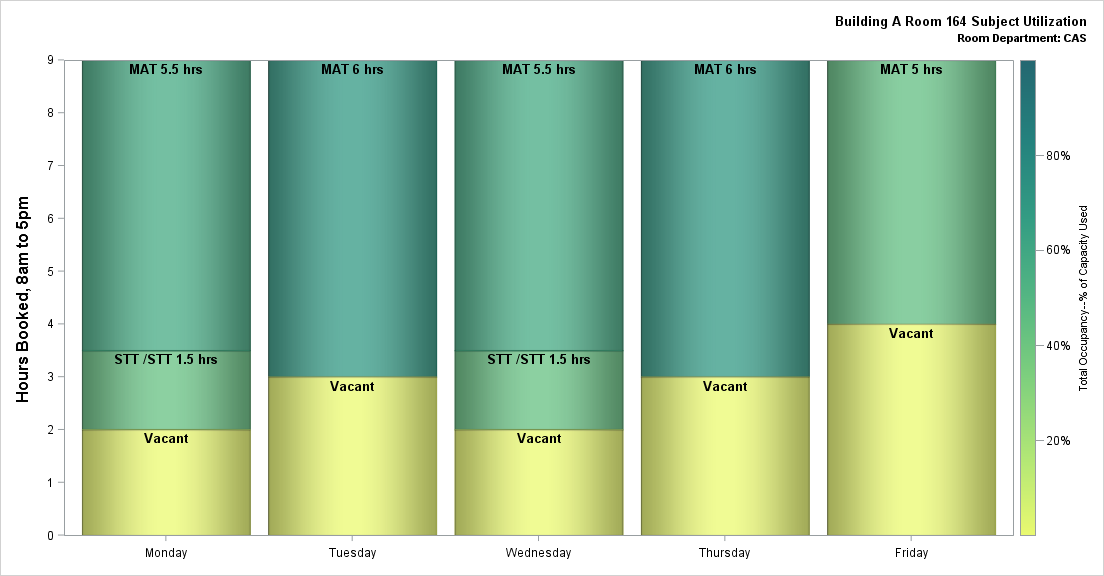 Building A Room 164 Subject Utilization
Room Department: CAS
Hours Booked, 8am to 5pm
9
8
7
6
5
4
3
2
1
0
MAT 5.5 hrs
STT /STT 1.5 hrs
Vacant
MAT 6 hrs
Vacant
MAT 5.5 hrs
STT /STT 1.5 hrs
Vacant
MAT 6 hrs
Vacant
MAT 5 hrs
Vacant
Monday
Tuesday
Wednesday
Thursday
Friday
80%
60%
40%
20%
Total Occupancy--% of Capacity Used